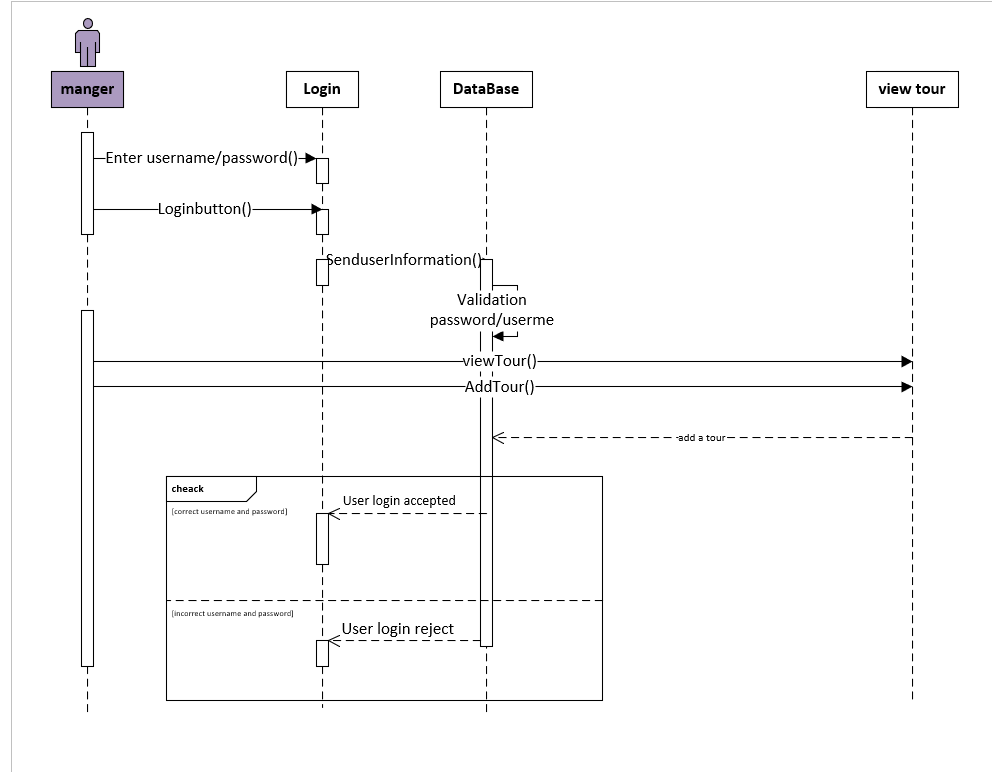 manger
Login
DataBase
view tour
Enter username/password()
Loginbutton()
SenduserInformation()
Validation
password/userme
viewTour()
AddTour()
add a tour
cheack
User login accepted
[correct username and password]
[incorrect username and password]
User login reject